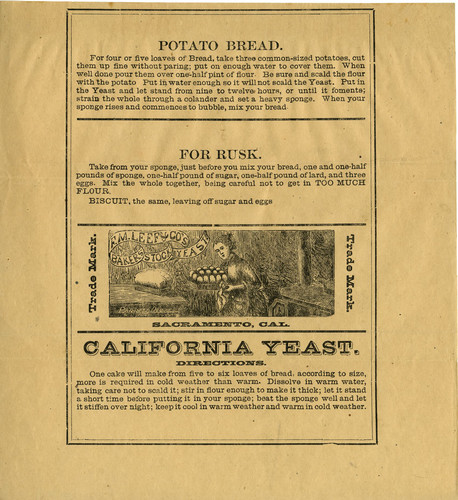 POTATO BREAD.
For four or five loaves of Bread, take three common-sized potatoes, cut
them up fine without paring; put on enough water to cover them. When
well done pour them over one-half pint of flour. Be sure and scald the flour
with the potato Put in water enough so it will not scald the Yeast. Put in
the Yeast and let stand from nine to twelve hours, or until it foments;
strain the whole through a colander and set a heavy sponge. When your
sponge rises and commences to bubble, mix your bread
FOR RUSK.
Take from your sponge, just before you mix your bread, one and one-half
pounds of sponge, one-half pound of sugar, one-half pound of lard, and three
eggs. Mix the whole together, being careful not to get in TOO MUCH
FLOUR.
BISCUIT, the same, leaving off sugar and eggs
Trade Mark.
BAKERS STOCK YEAST
Trade Mark.
SACRAMENTO, CAL.
CALIFORNIA YEAST.
DIRECTIONS.
One cake will make from five to six loaves of bread. according to size,
more is required in cold weather than warm. Dissolve in warm water,
taking care not to scald it; stir in flour enough to make it thick; let it stand
a short time before putting it in your sponge; beat the sponge well and let
it stiffen over night; keep it cool in warm weather and warm in cold weather.